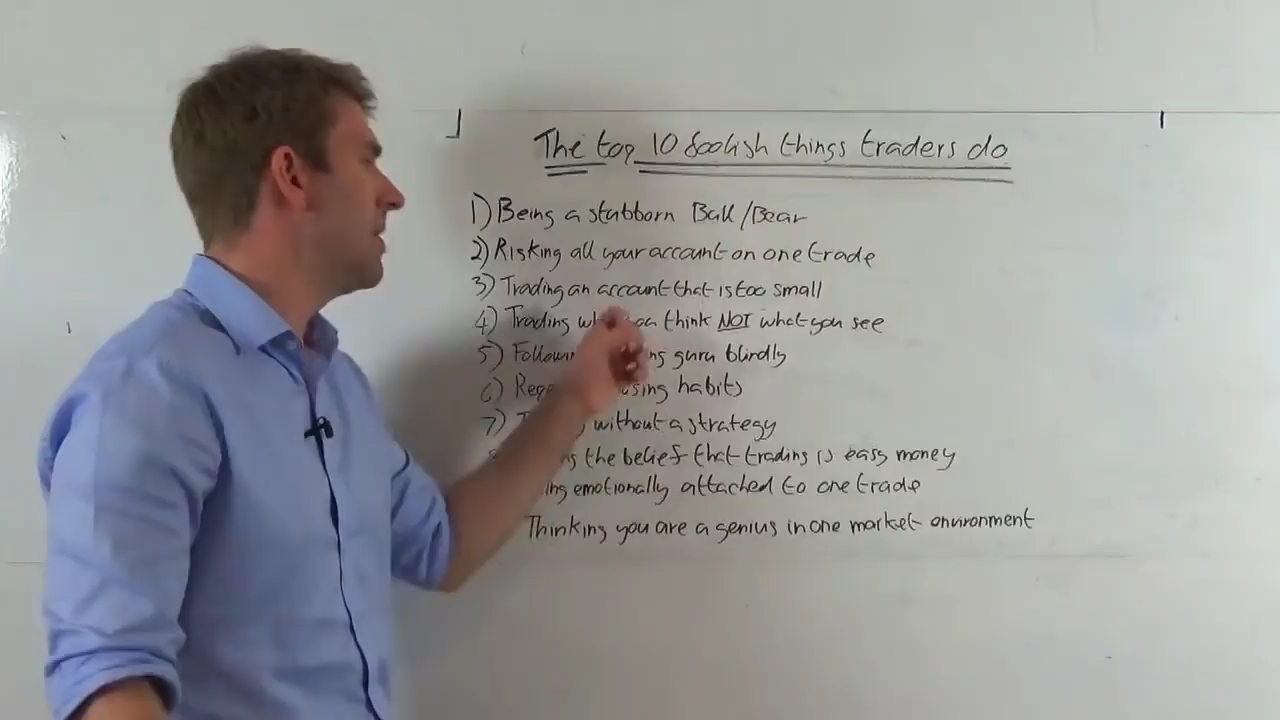 The top 10 foolish things traders do
1) Being a stubborn Bull/Bear
2) Risking all your account on one trade
3) Trading an account that is too small
4) Trading you think NOT what you see
5) guru blindly
6) habits
7) without a strategy
the belief that trading is easy money
emotionally attached to one trade
Thinking you are a genius in one market environment